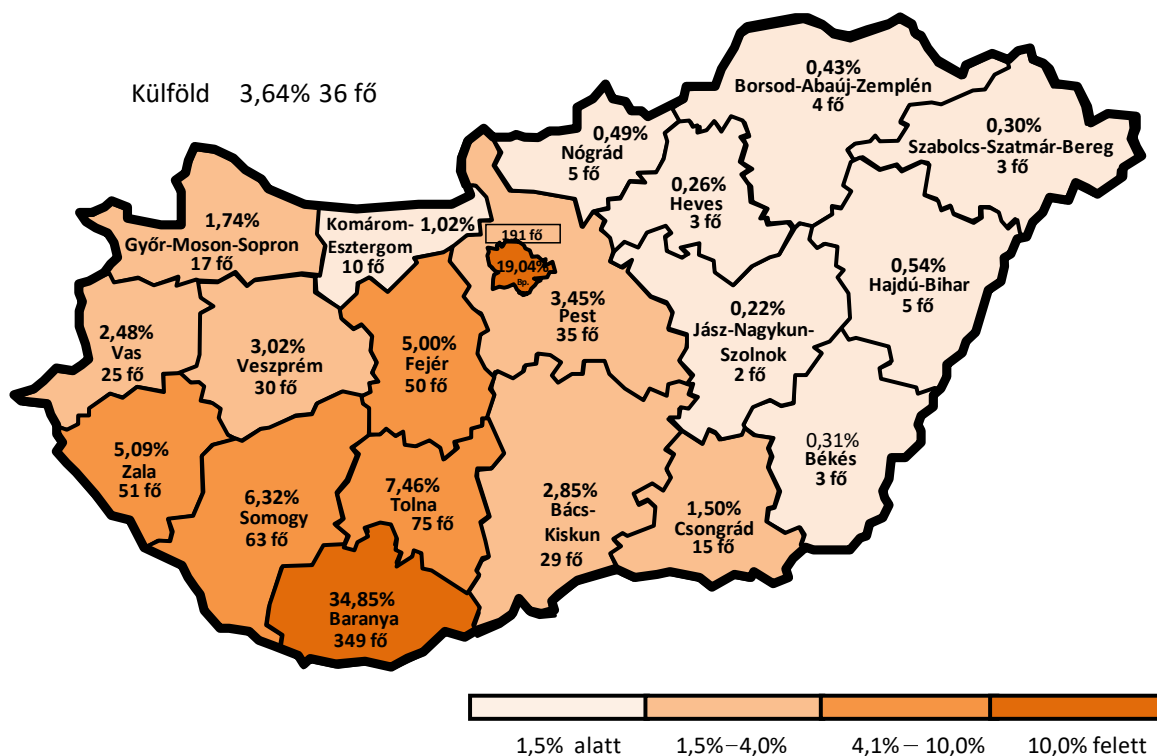 Külföld 3,64% 36 fő
0,43%
Borsod-Abaúj-Zemplén
4 fő
0,49%
Nógrád
5 fő
0,30%
Szabolcs-Szatmár-Bereg
3 fő
0,26%
Heves
3 fő
1,74%
Győr-Moson-Sopron
17 fő
Komárom- 1,02%
Esztergom
10 fő
191 fő
19,04%
Bp.
3,45%
Pest
35 fő
0,54%
Hajdú-Bihar
5 fő
0,22%
Jász-Nagykun-
Szolnok
2 fő
2,48%
Vas
25 fő
3,02%
Veszprém
30 fő
5,00%
Fejér
50 fő
0,31%
Békés
3 fő
5,09%
Zala
51 fő
6,32%
Somogy
63 fő
7,46%
Tolna
75 fő
2,85%
Bács-
Kiskun
29 fő
1,50%
Csongrád
15 fő
34,85%
Baranya
349 fő
1,5% alatt 1,5%–4,0% 4,1% – 10,0% 10,0% felett